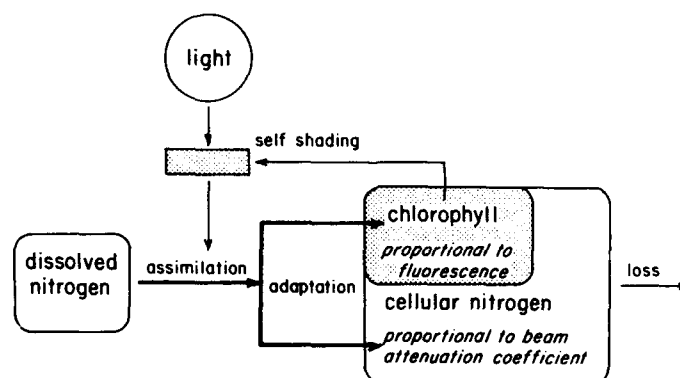 light
self shading
chlorophyll
proportional to
fluorescence
dissolved
nitrogen
assimilation
adaptation
cellular nitrogen
proportional to beam
attenuation coefficient
loss